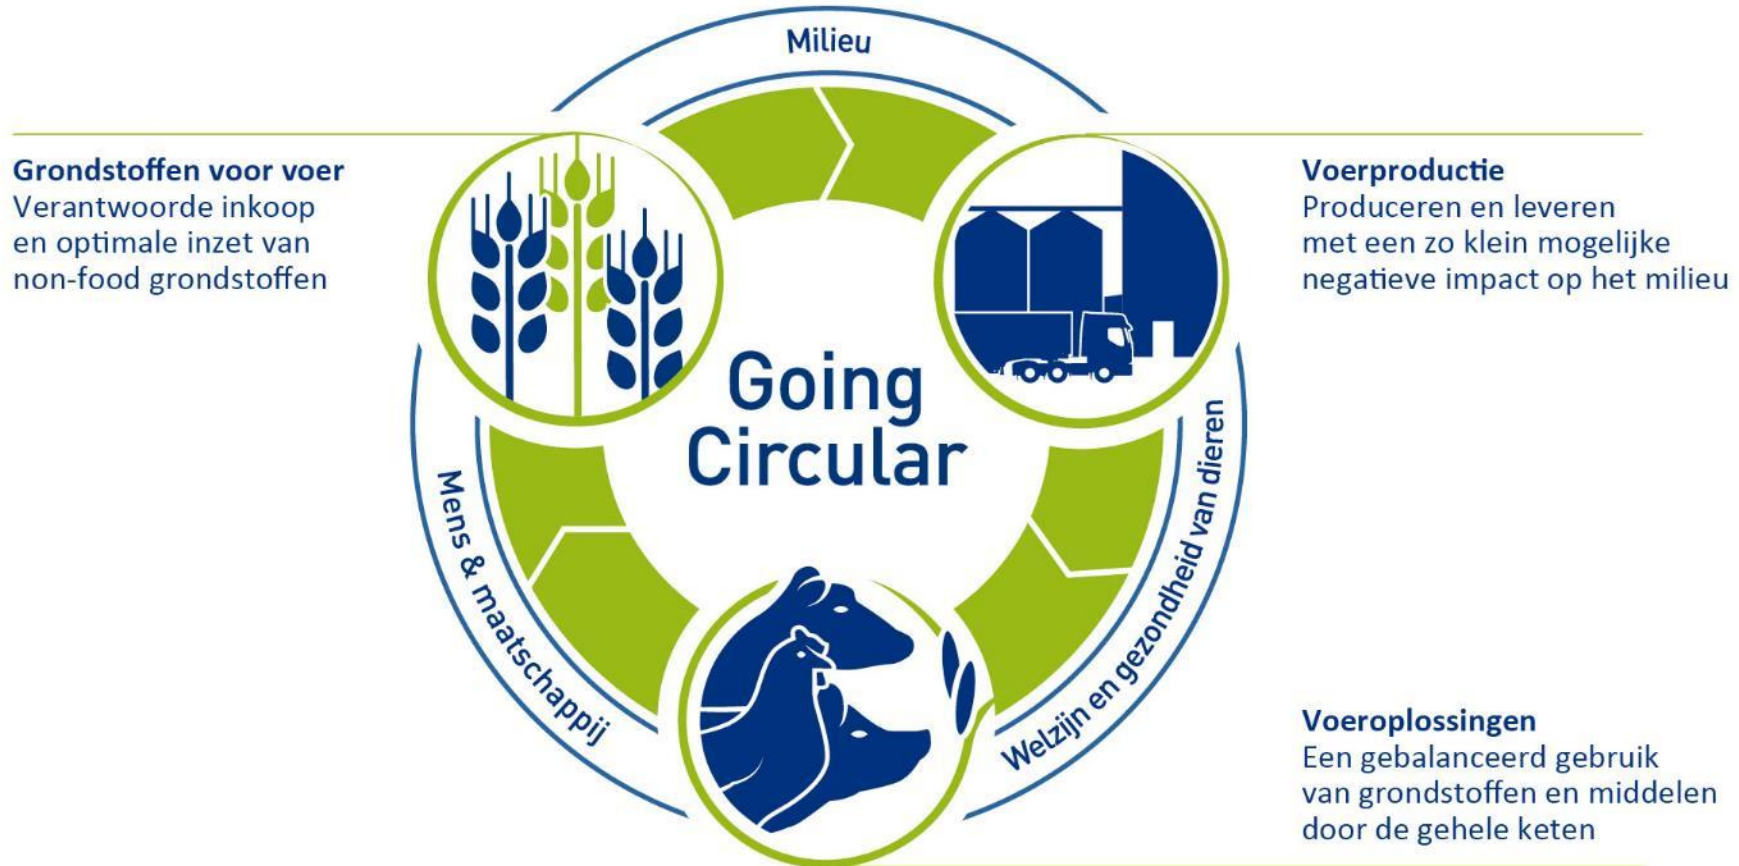 Milieu
Grondstoffen voor voer
Verantwoorde inkoop
en optimale inzet van
non-food grondstoffen
Voerproductie
Produceren en leveren
met een zo klein mogelijke
negatieve impact op het milieu
Going
Circular
Mens & maatschappij
Welzijn en gezondheid van dieren
Voeroplossingen
Een gebalanceerd gebruik
van grondstoffen en middelen
door de gehele keten